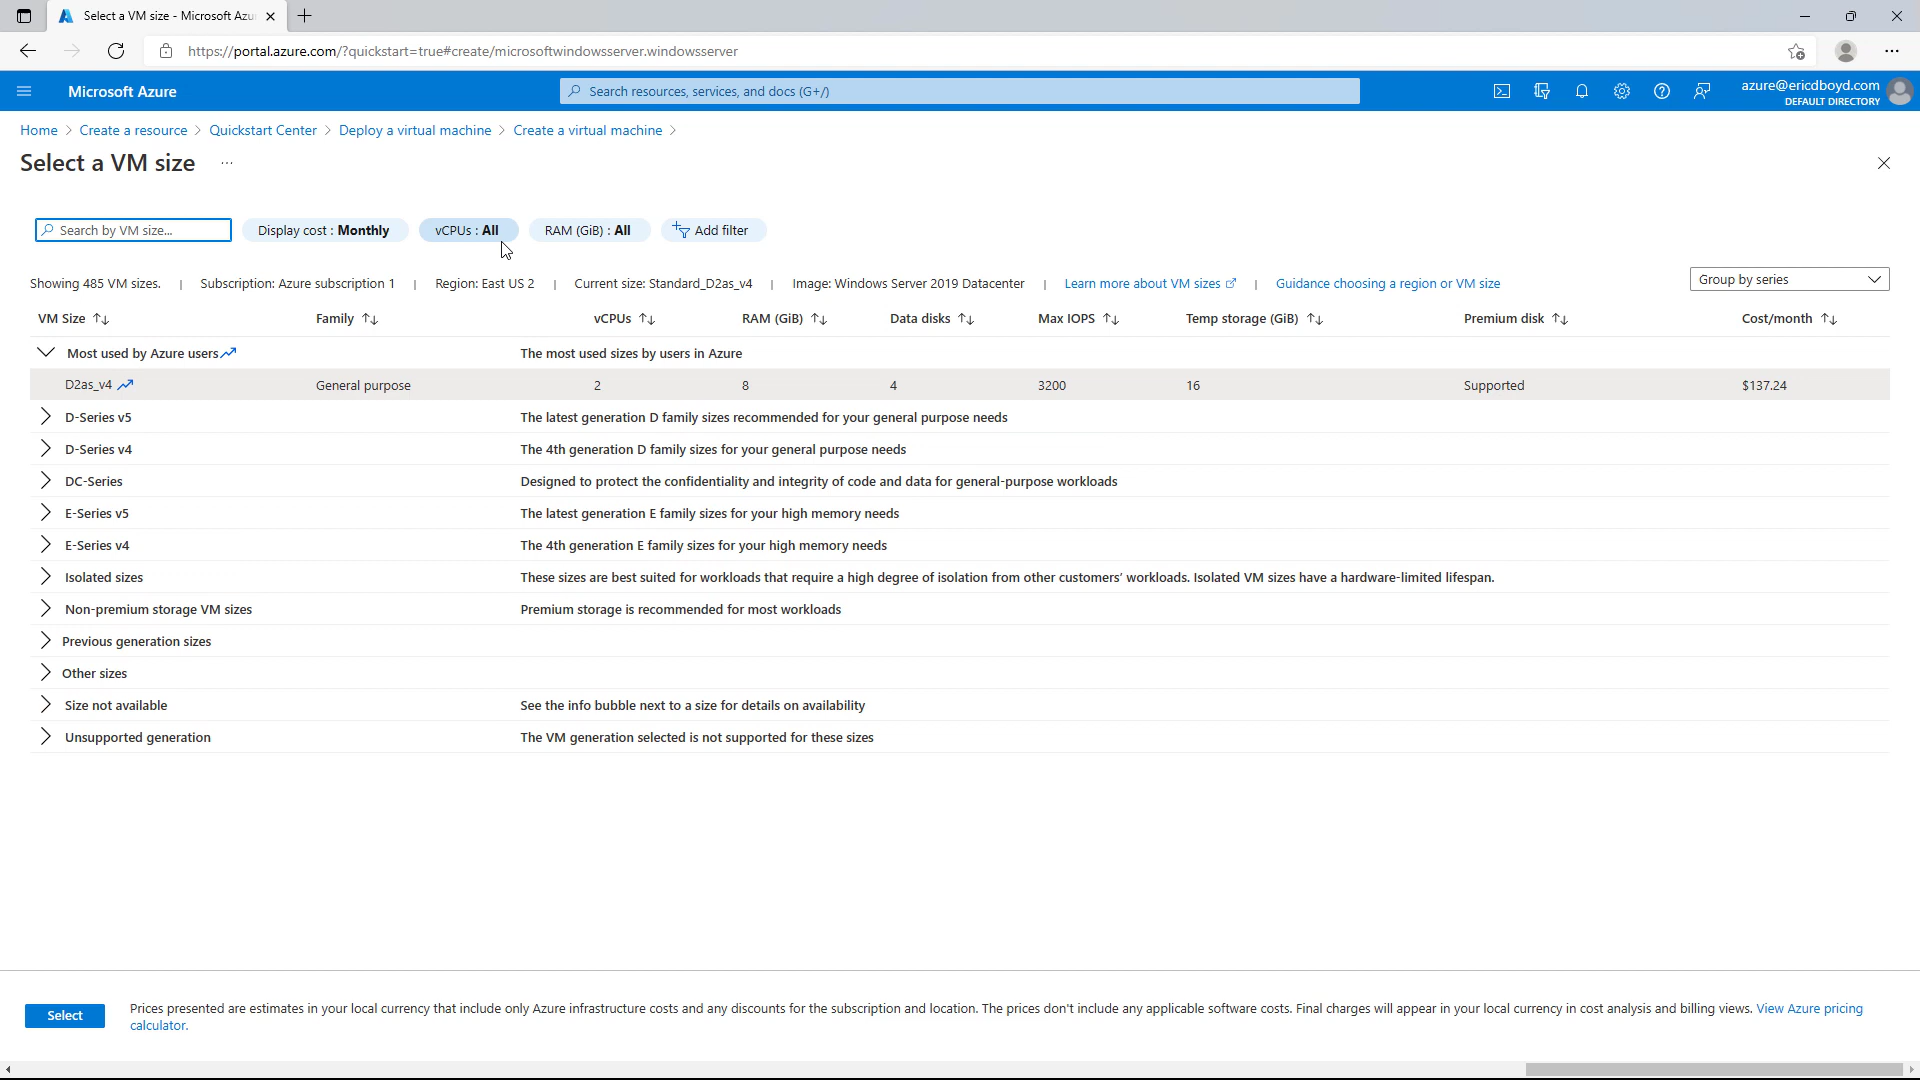 Select a VM size - Microsoft Azu
https://portal.azure.com/?quickstart=true#create/microsoftwindowsserver.windowsserver
Microsoft Azure
Search resources, services, and docs (G+/)
azure@ericdboyd.com
DEFAULT DIRECTORY
Home > Create a resource > Quickstart Center > Deploy a virtual machine > Create a virtual machine >
Select a VM size ...
Search by VM size... Display cost : Monthly vCPUs : All RAM (GiB) : All Add filter
Showing 485 VM sizes. | Subscription: Azure subscription 1 | Region: East US 2 | Current size: Standard_D2as_v4 | Image: Windows Server 2019 Datacenter | Learn more about VM sizes | Guidance choosing a region or VM size Group by series
VM Size Family vCPUs RAM (GiB) Data disks Max IOPS Temp storage (GiB) Premium disk Cost/month
Most used by Azure users The most used sizes by users in Azure
D2as_v4 General purpose 2 8 4 3200 16 Supported $137.24
D-Series v5 The latest generation D family sizes recommended for your general purpose needs
D-Series v4 The 4th generation D family sizes for your general purpose needs
DC-Series Designed to protect the confidentiality and integrity of code and data for general-purpose workloads
E-Series v5 The latest generation E family sizes for your high memory needs
E-Series v4 The 4th generation E family sizes for your high memory needs
Isolated sizes These sizes are best suited for workloads that require a high degree of isolation from other customers' workloads. Isolated VM sizes have a hardware-limited lifespan.
Non-premium storage VM sizes Premium storage is recommended for most workloads
Previous generation sizes
Other sizes
Size not available See the info bubble next to a size for details on availability
Unsupported generation The VM generation selected is not supported for these sizes
Select
Prices presented are estimates in your local currency that include only Azure infrastructure costs and any discounts for the subscription and location. The prices don't include any applicable software costs. Final charges will appear in your local currency in cost analysis and billing views. View Azure pricing
calculator.